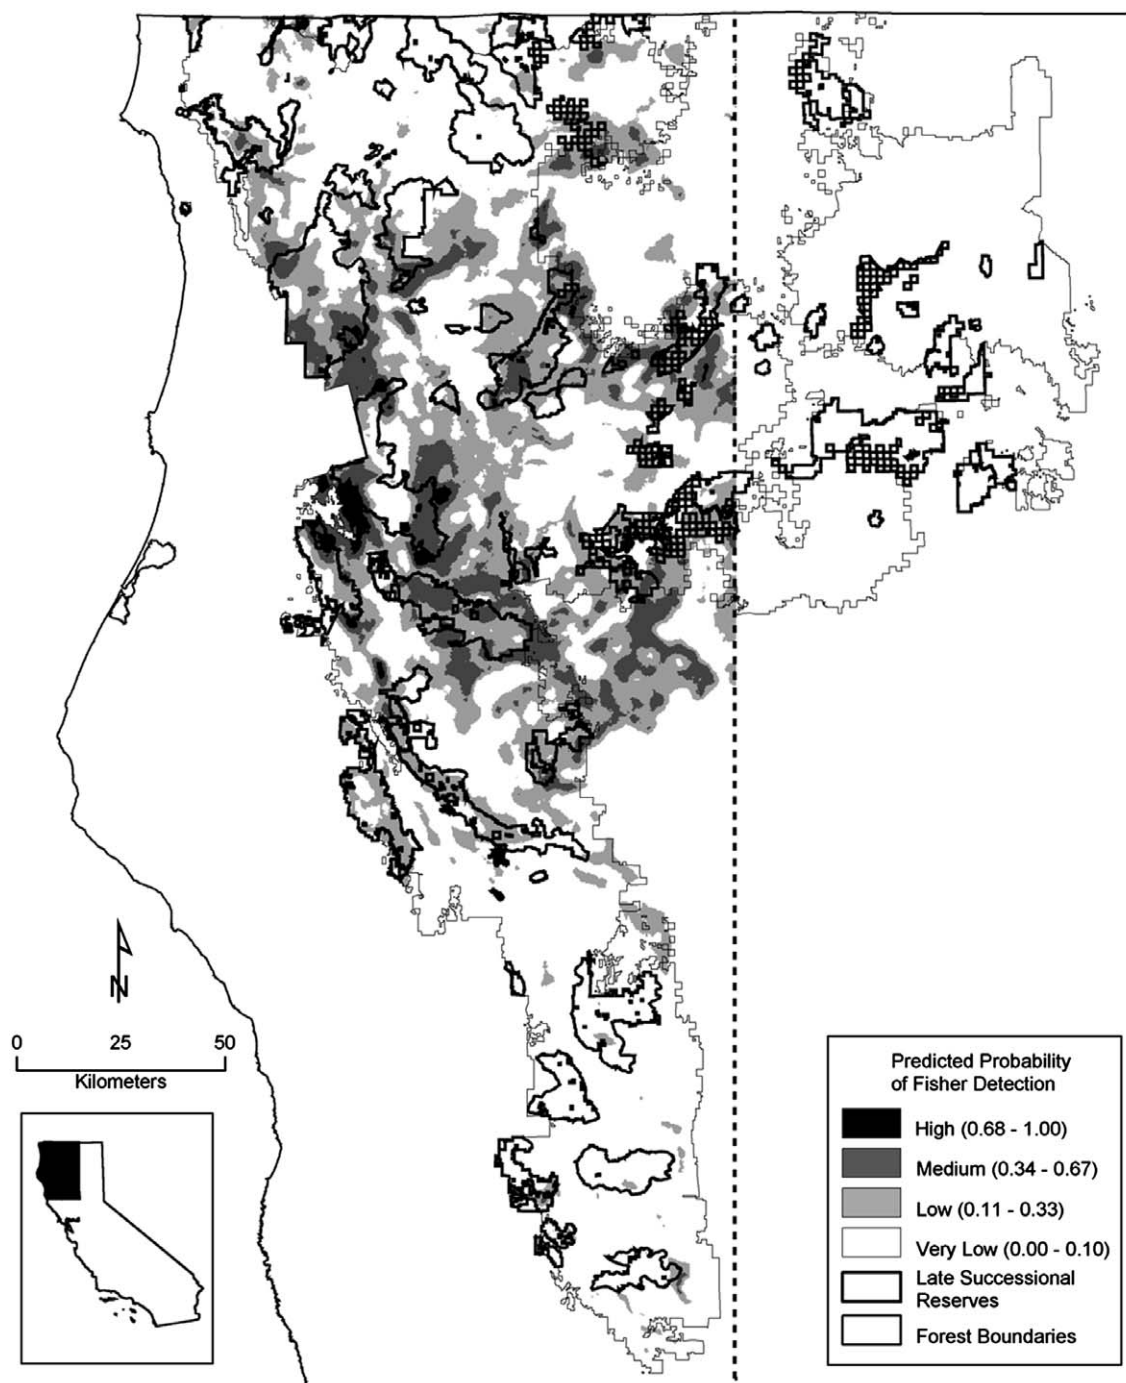 N
0 25 50
Kilometers
Predicted Probability
of Fisher Detection
High (0.68 - 1.00)
Medium (0.34 - 0.67)
Low (0.11 - 0.33)
Very Low (0.00 - 0.10)
Late Successional
Reserves
Forest Boundaries